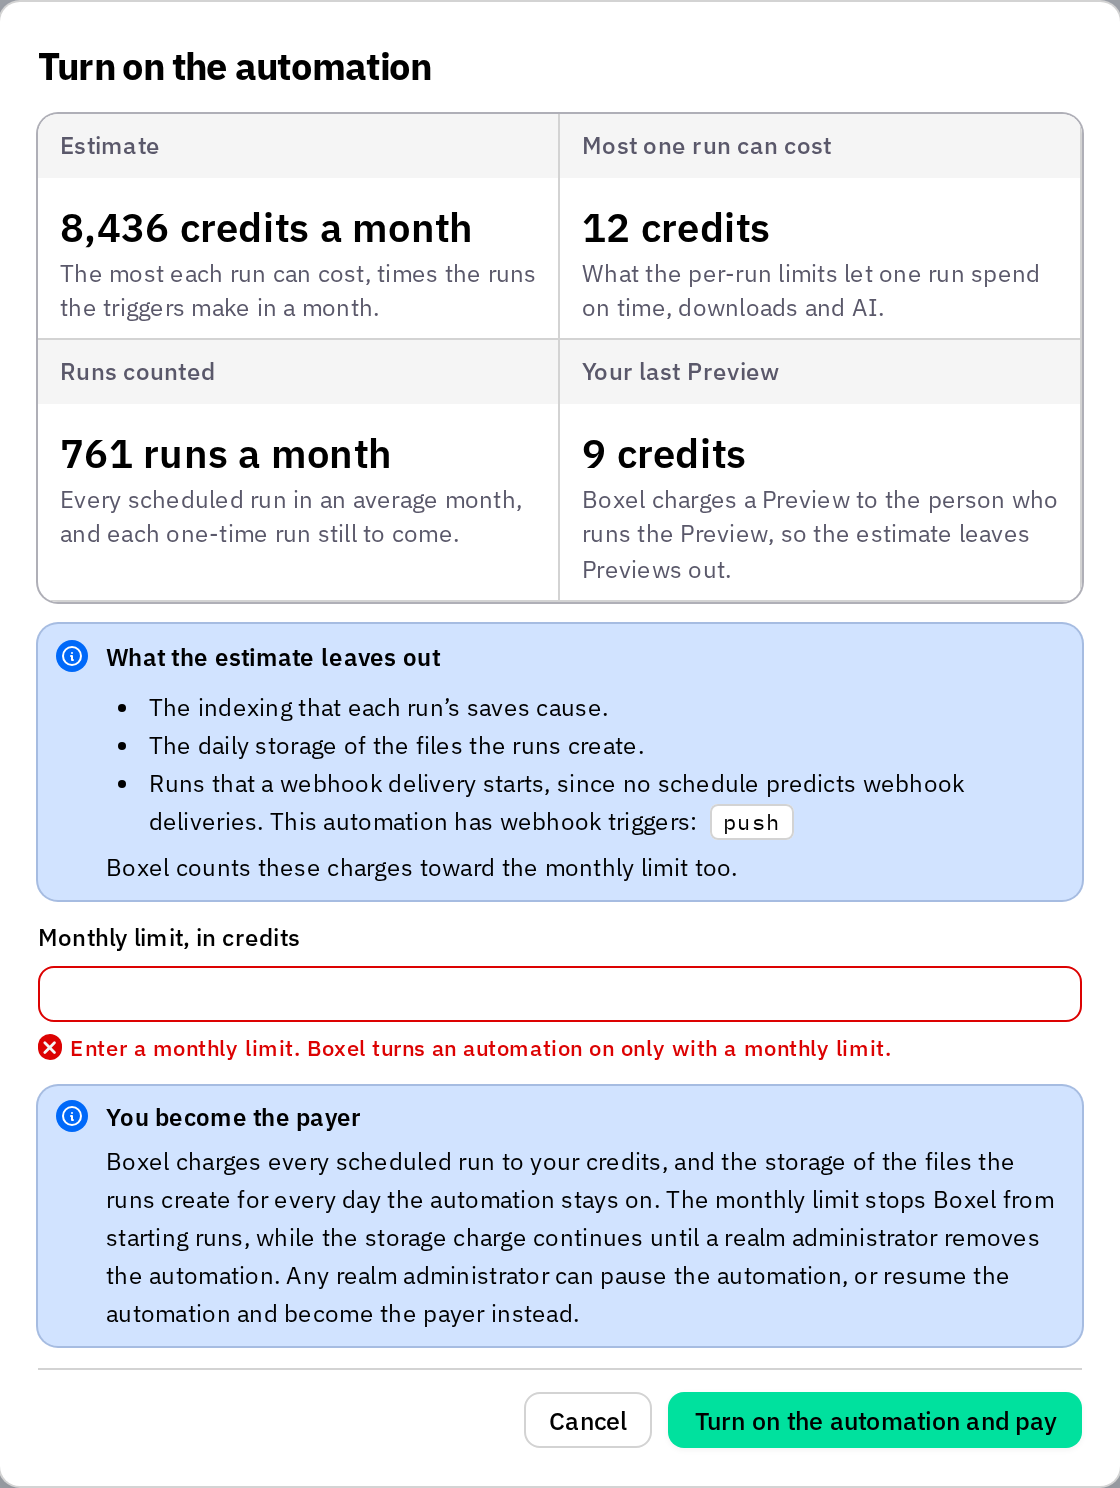 Turn on the automation
Estimate
8,436 credits a month
The most each run can cost, times the runs
the triggers make in a month.
Most one run can cost
12 credits
What the per-run limits let one run spend
on time, downloads and AI.
Runs counted
761 runs a month
Every scheduled run in an average month,
and each one-time run still to come.
Your last Preview
9 credits
Boxel charges a Preview to the person who
runs the Preview, so the estimate leaves
Previews out.
What the estimate leaves out
• The indexing that each run’s saves cause.
• The daily storage of the files the runs create.
• Runs that a webhook delivery starts, since no schedule predicts webhook
deliveries. This automation has webhook triggers: push
Boxel counts these charges toward the monthly limit too.
Monthly limit, in credits
Enter a monthly limit. Boxel turns an automation on only with a monthly limit.
You become the payer
Boxel charges every scheduled run to your credits, and the storage of the files the
runs create for every day the automation stays on. The monthly limit stops Boxel from
starting runs, while the storage charge continues until a realm administrator removes
the automation. Any realm administrator can pause the automation, or resume the
automation and become the payer instead.
Cancel
Turn on the automation and pay